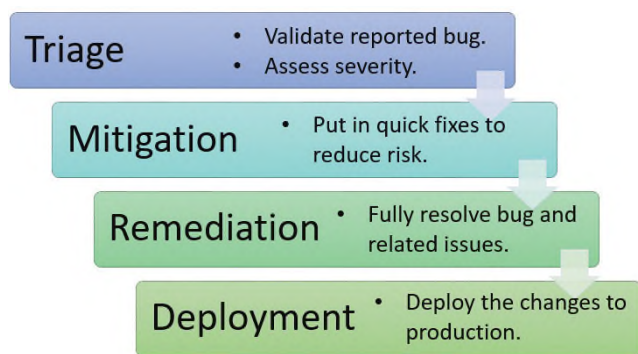 Triage
• Validate reported bug.
• Assess severity.
Mitigation
• Put in quick fixes to
reduce risk.
Remediation
• Fully resolve bug and
related issues.
Deployment
• Deploy the changes to
production.